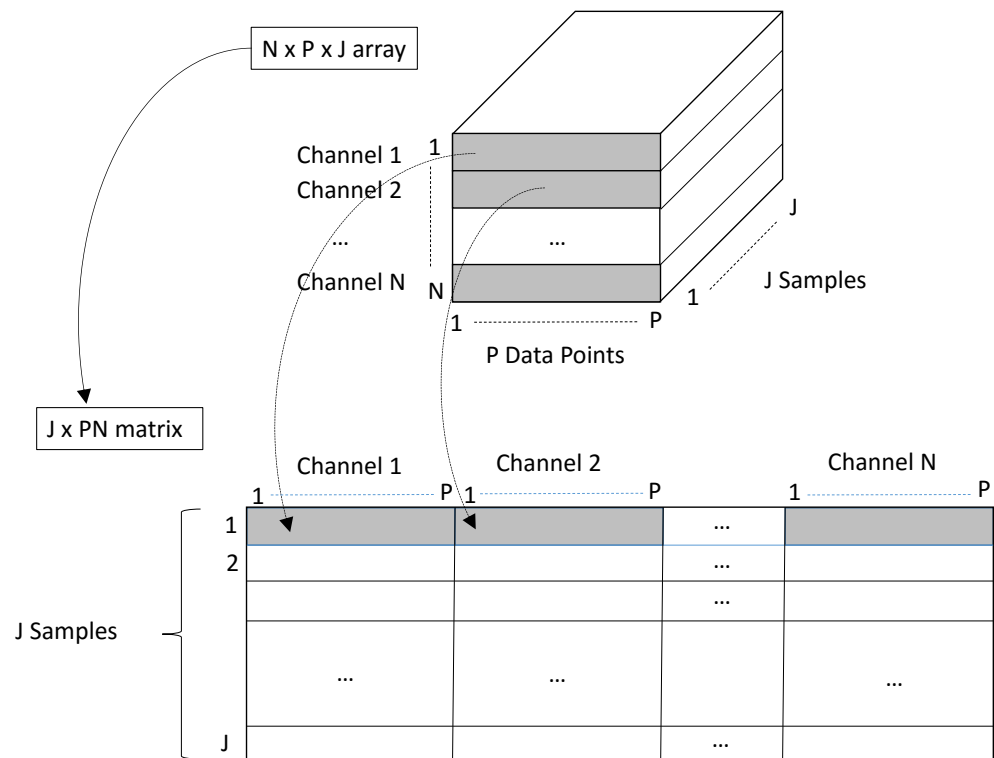 N x P x J array
Channel 1
1
Channel 2
...
...
Channel N
N
1
P
P Data Points
1
J
J Samples
J x PN matrix
Channel 1
Channel 2
Channel N
1
P
1
P
1
P
1
...
2
...
...
J Samples
...
...
...
J
...